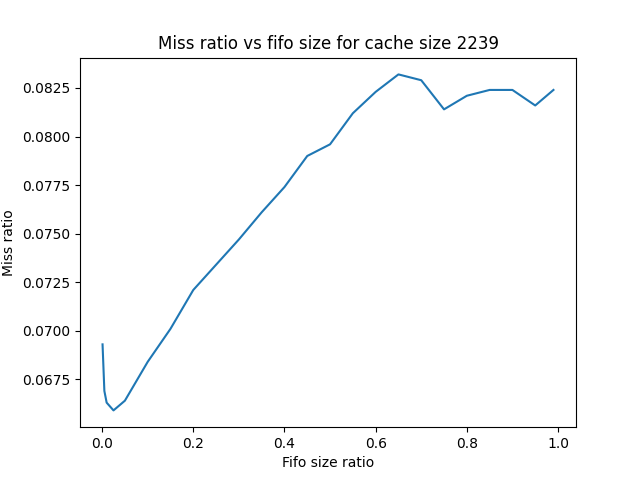 Miss ratio vs fifo size for cache size 2239
0.0825
0.0800
0.0775
0.0750
0.0725
0.0700
0.0675
Miss ratio
0.0 0.2 0.4 0.6 0.8 1.0
Fifo size ratio